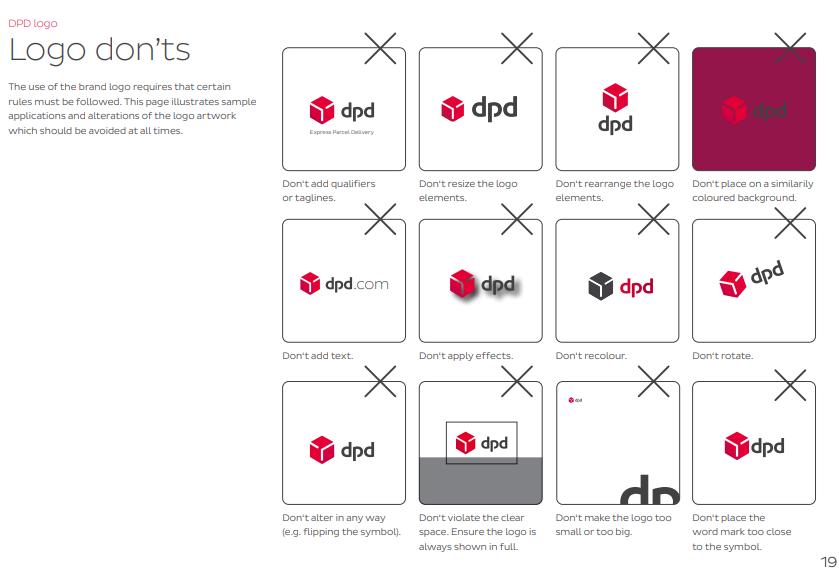 DPD logo
Logo don'ts
The use of the brand logo requires that certain
rules must be followed. This page illustrates sample
applications and alterations of the logo artwork
which should be avoided at all times.
dpd
Express Parcel Delivery
Don't add qualifiers
or taglines.
dpd
Don't resize the logo
elements.
dpd
Don't rearrange the logo
elements.
dpd
Don't place on a similarily
coloured background.
dpd.com
Don't add text.
dpd
Don't apply effects.
dpd
Don't recolour.
dpd
Don't rotate.
dpd
Don't alter in any way
(e.g. flipping the symbol).
dpd
Don't violate the clear
space. Ensure the logo is
always shown in full.
dpd
dp
Don't make the logo too
small or too big.
dpd
Don't place the
word mark too close
to the symbol.
19